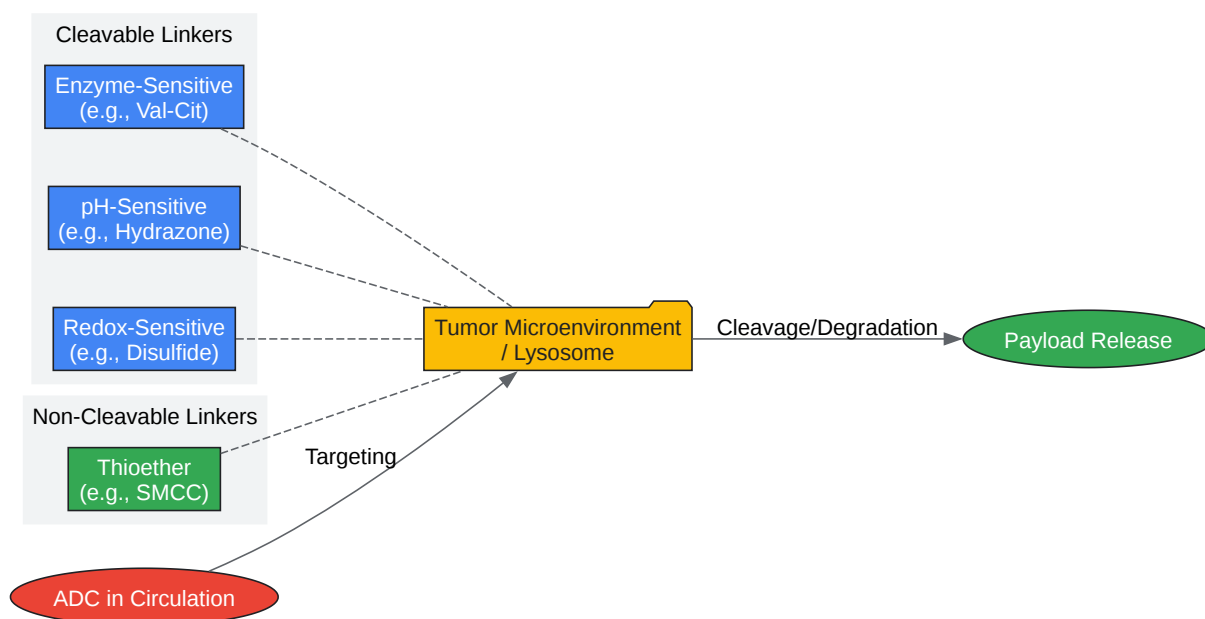 Cleavable Linkers
Enzyme-Sensitive
(e.g., Val-Cit)
pH-Sensitive
(e.g., Hydrazone)
Redox-Sensitive
(e.g., Disulfide)
Non-Cleavable Linkers
Thioether
(e.g., SMCC)
ADC in Circulation
Targeting
Tumor Microenvironment
/ Lysosome
Cleavage/Degradation
Payload Release